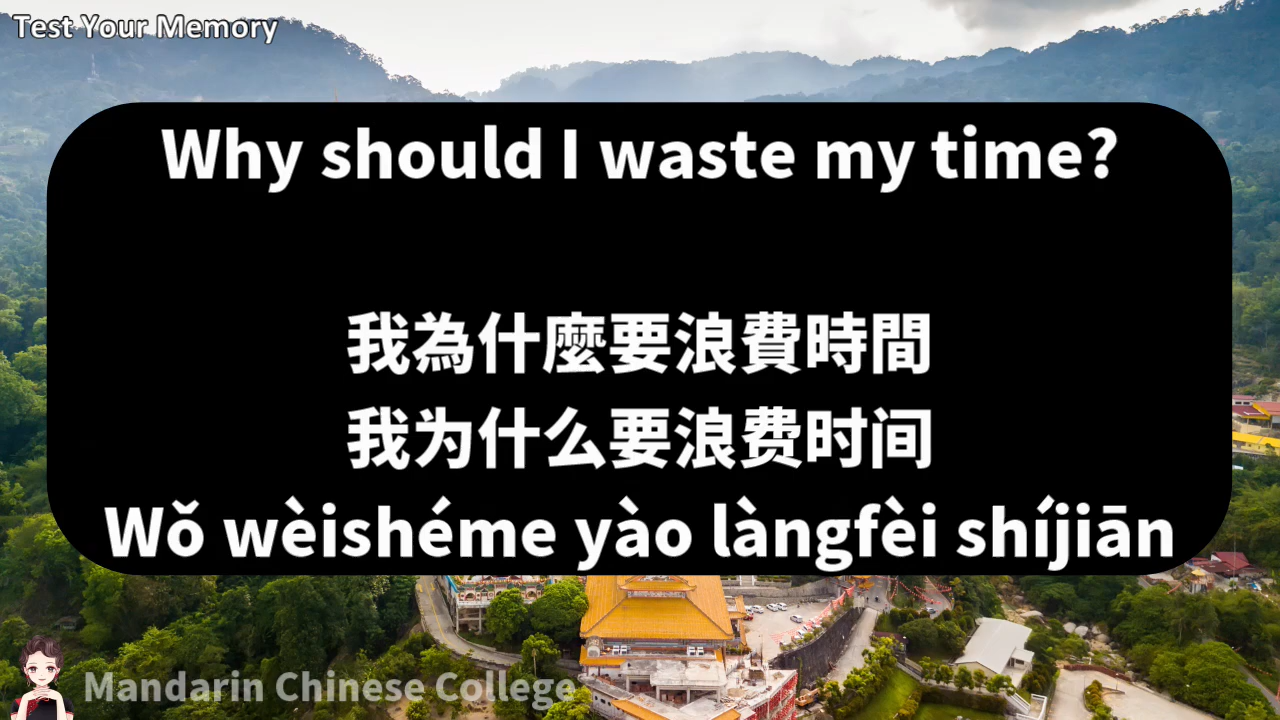 Test Your Memory
Why should I waste my time?
我為什麼要浪費時間
我为什么要浪费时间
Wǒ wèishéme yào làngfèi shíjiān
Mandarin Chinese College